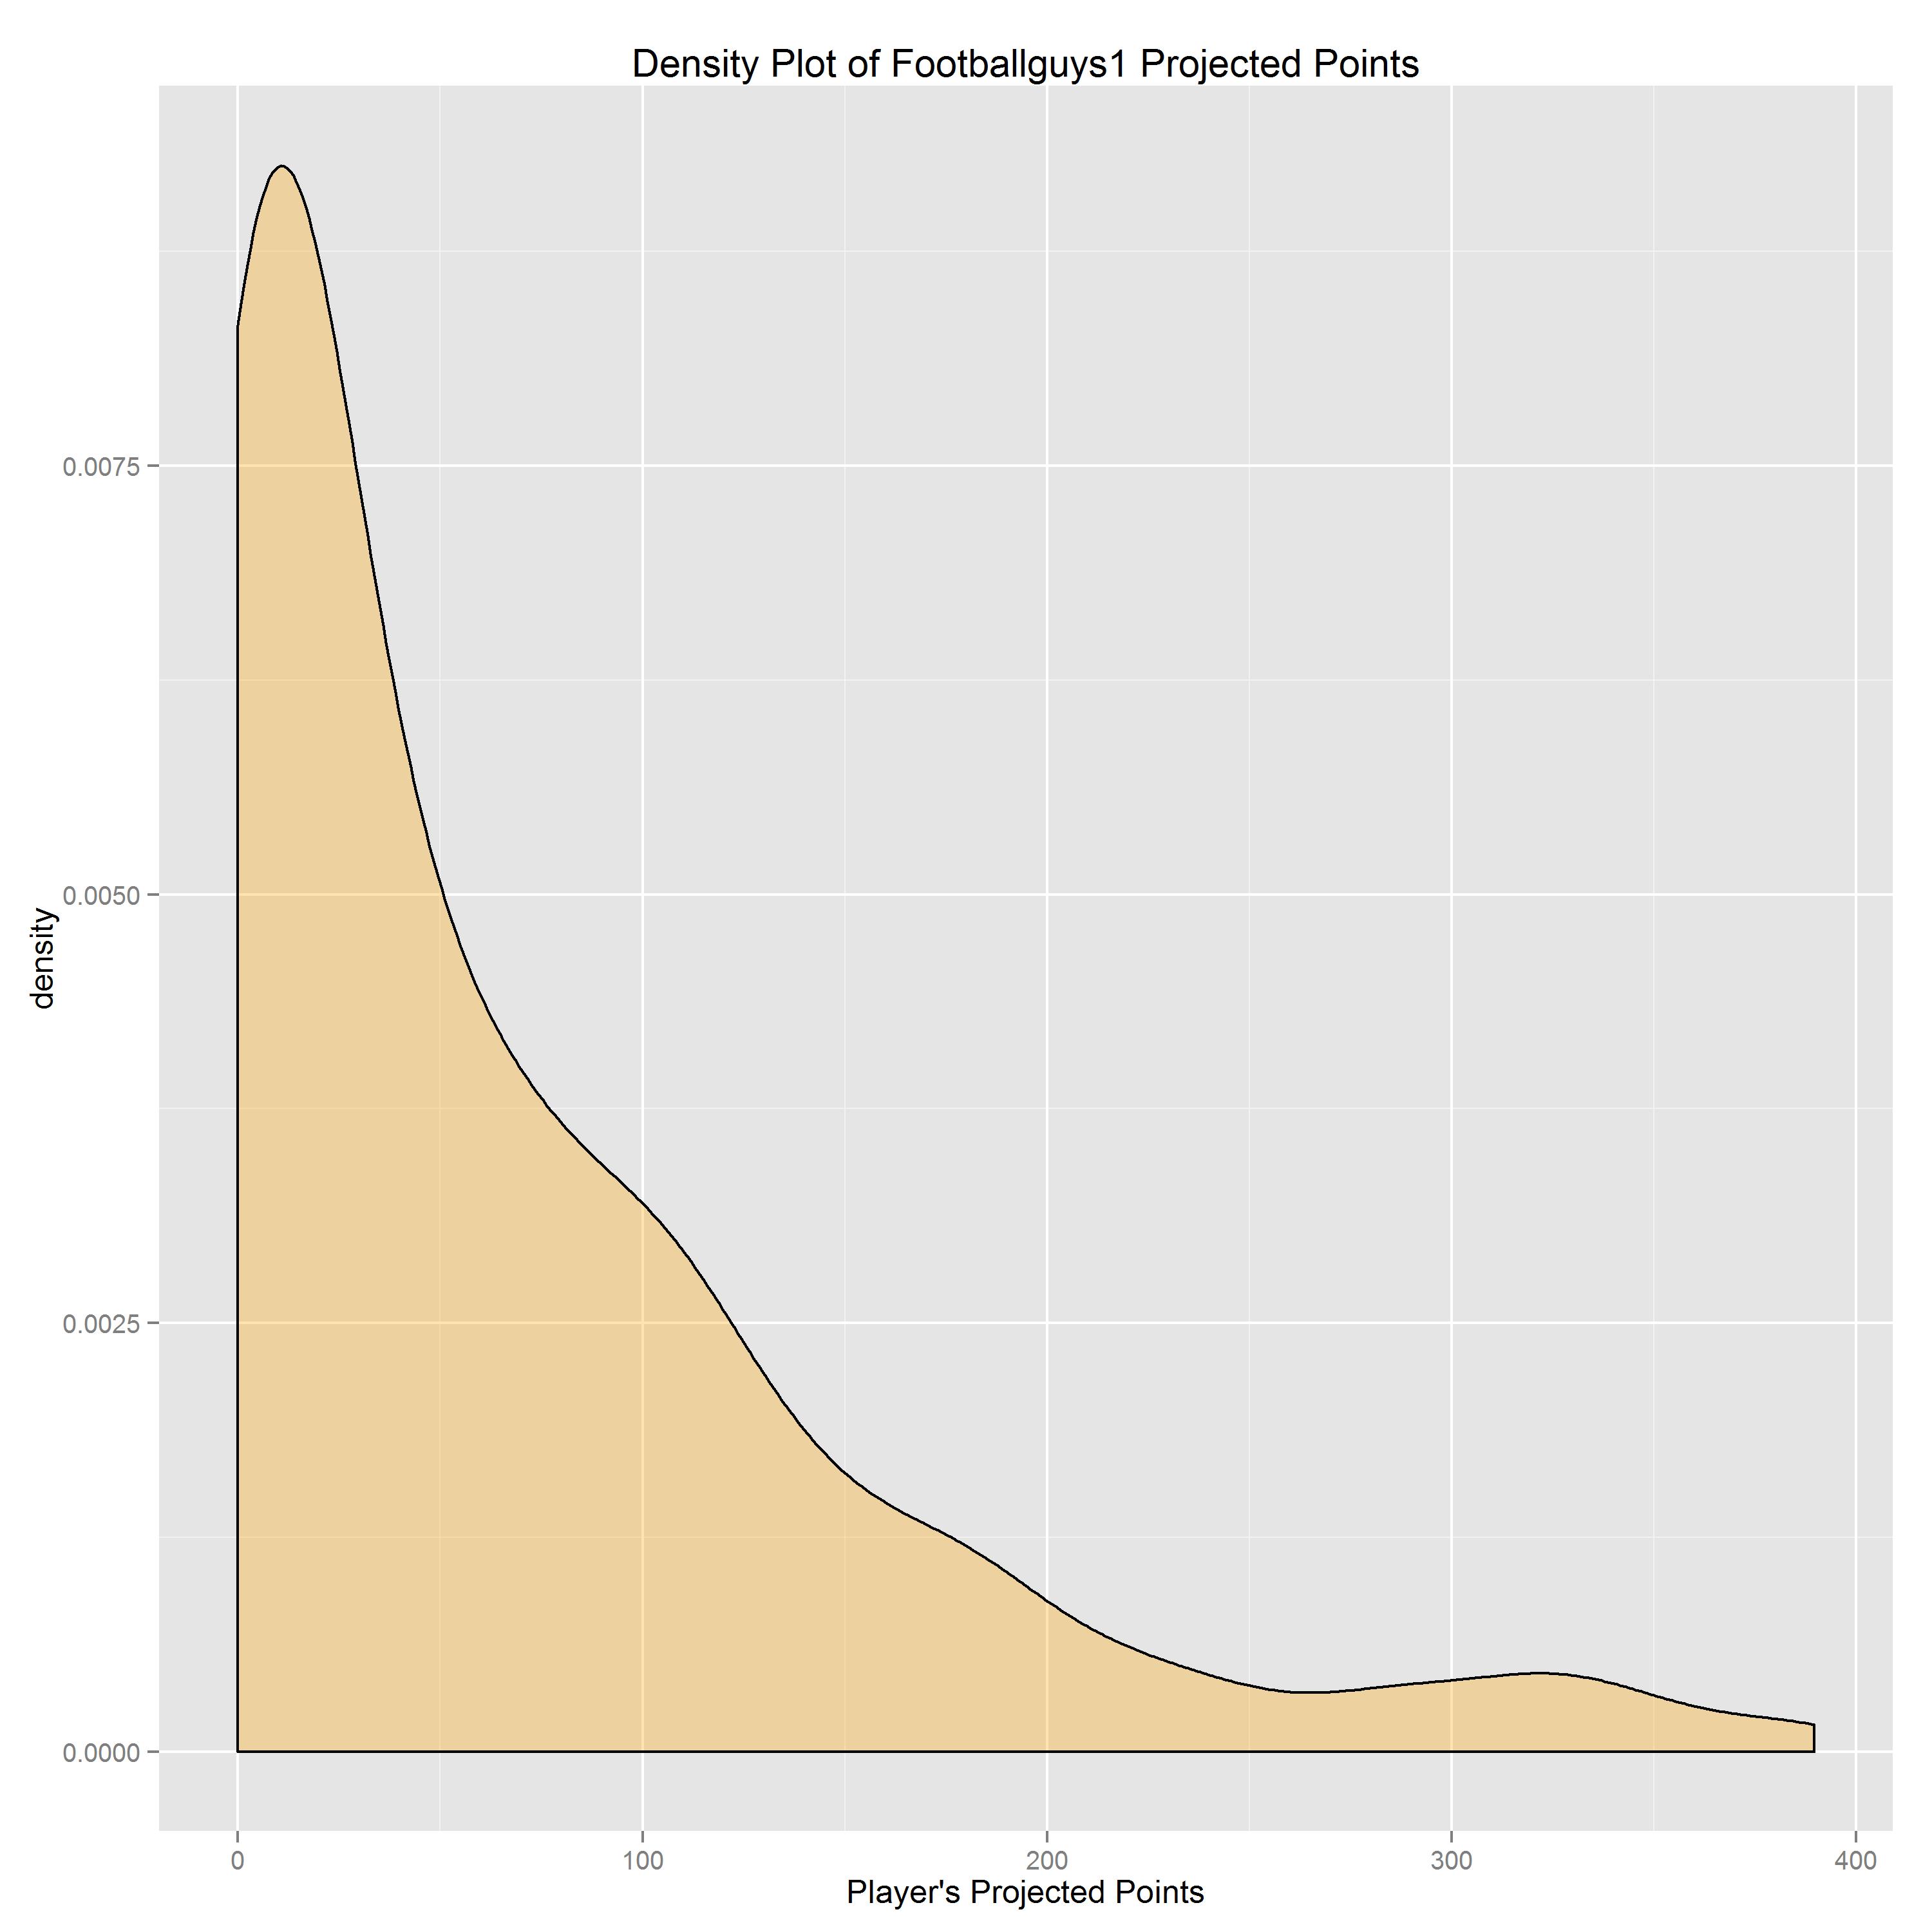 Density Plot of Footballguys1 Projected Points
0.0075
0.0050
0.0025
0.0000
density
0 100 200 300 400
Player's Projected Points